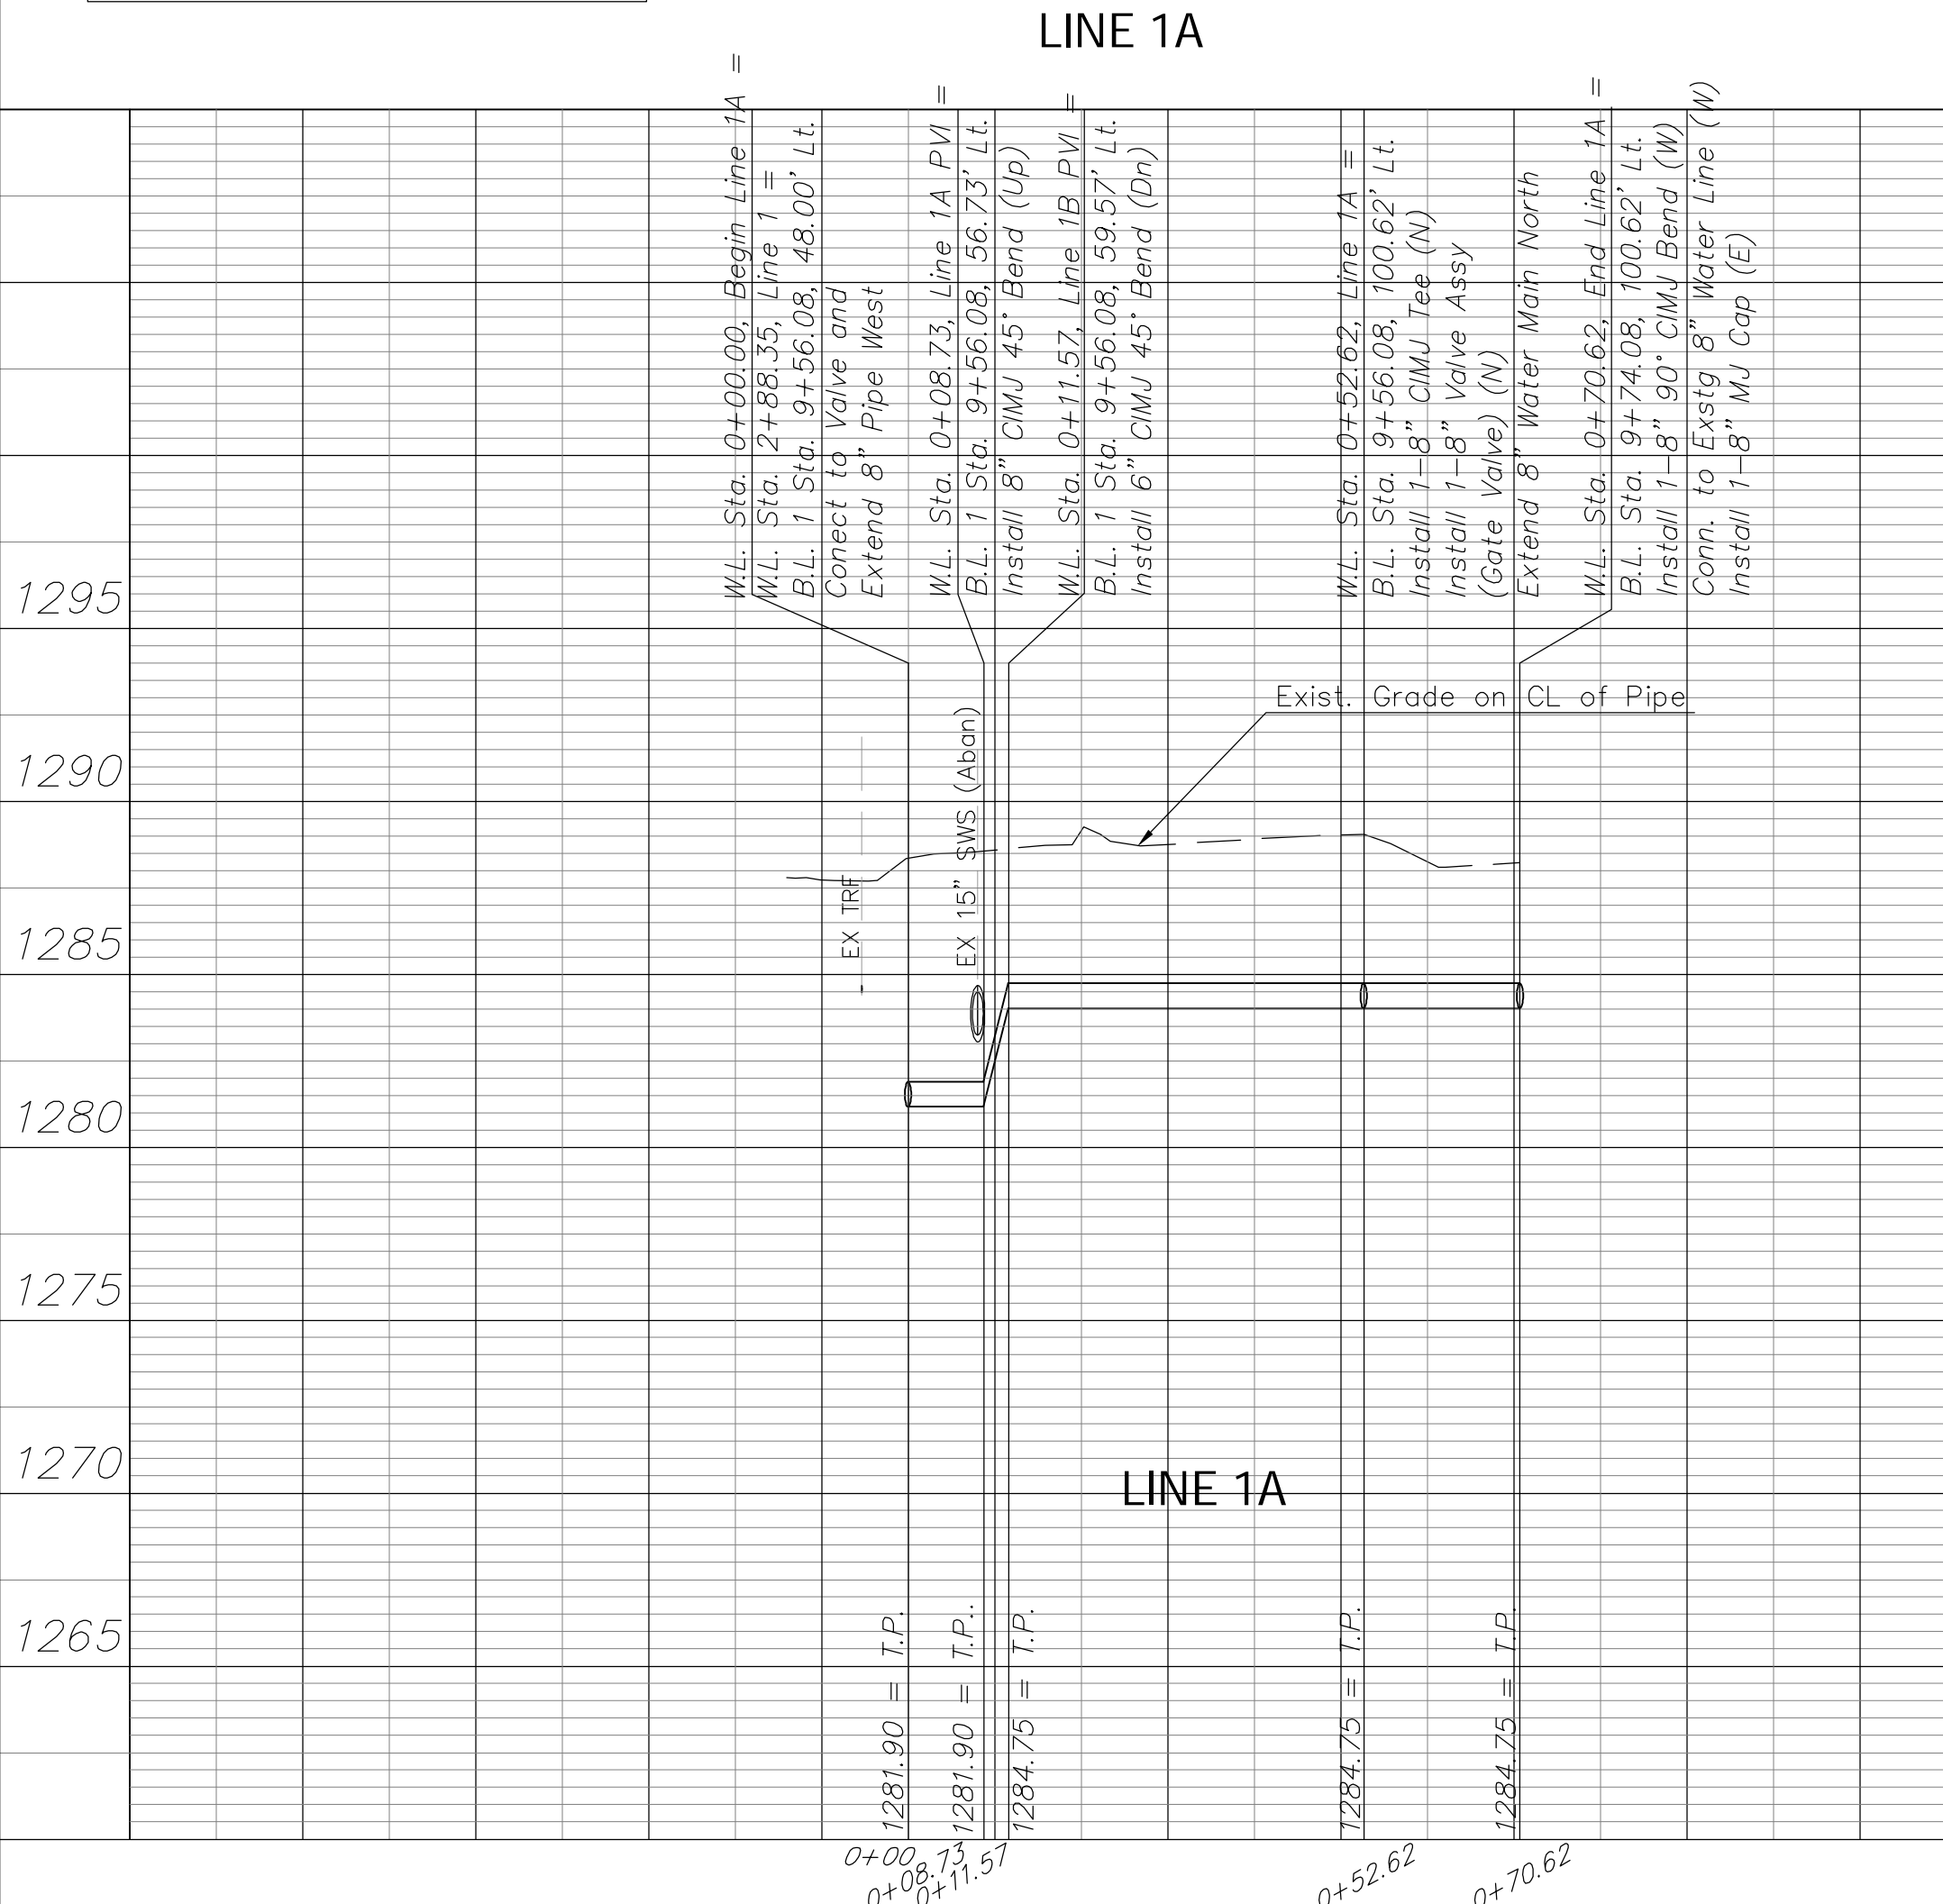 LINE 1A
W.L. Sta. 0+00.00, Begin Line 1A =
W.L. Sta. 2+88.35, Line 1 =
B.L. 1 Sta. 9+56.08, 48.00' Lt.
Conect to Valve and
Extend 8" Pipe West
W.L. Sta. 0+08.73, Line 1A PVI =
B.L. 1 Sta. 9+56.08, 56.73' Lt.
Install 8" CIMJ 45° Bend (Up)
W.L. Sta. 0+11.57, Line 1B PVI =
B.L. 1 Sta. 9+56.08, 59.57' Lt.
Install 6" CIMJ 45° Bend (Dn)
W.L. Sta. 0+52.62, Line 1A =
B.L. Sta. 9+56.08, 100.62' Lt.
Install 1-8" CIMJ Tee (N)
Install 1-8" Valve Assy
(Gate Valve) (N)
Extend 8" Water Main North
W.L. Sta. 0+70.62, End Line 1A =
B.L. Sta. 9+74.08, 100.62' Lt.
Install 1-8" 90° CIMJ Bend (W)
Conn. to Exstg 8" Water Line (W)
Install 1-8" MJ Cap (E)
1295
1290
1285
1280
1275
1270
1265
Exist. Grade on CL of Pipe
EX TRF
EX 15" SWS (Aban)
LINE 1A
1281.90 = T.P.
1281.90 = T.P..
1284.75 = T.P.
1284.75 = T.P.
1284.75 = T.P.
0+00
0+08.73
0+11.57
0+52.62
0+70.62